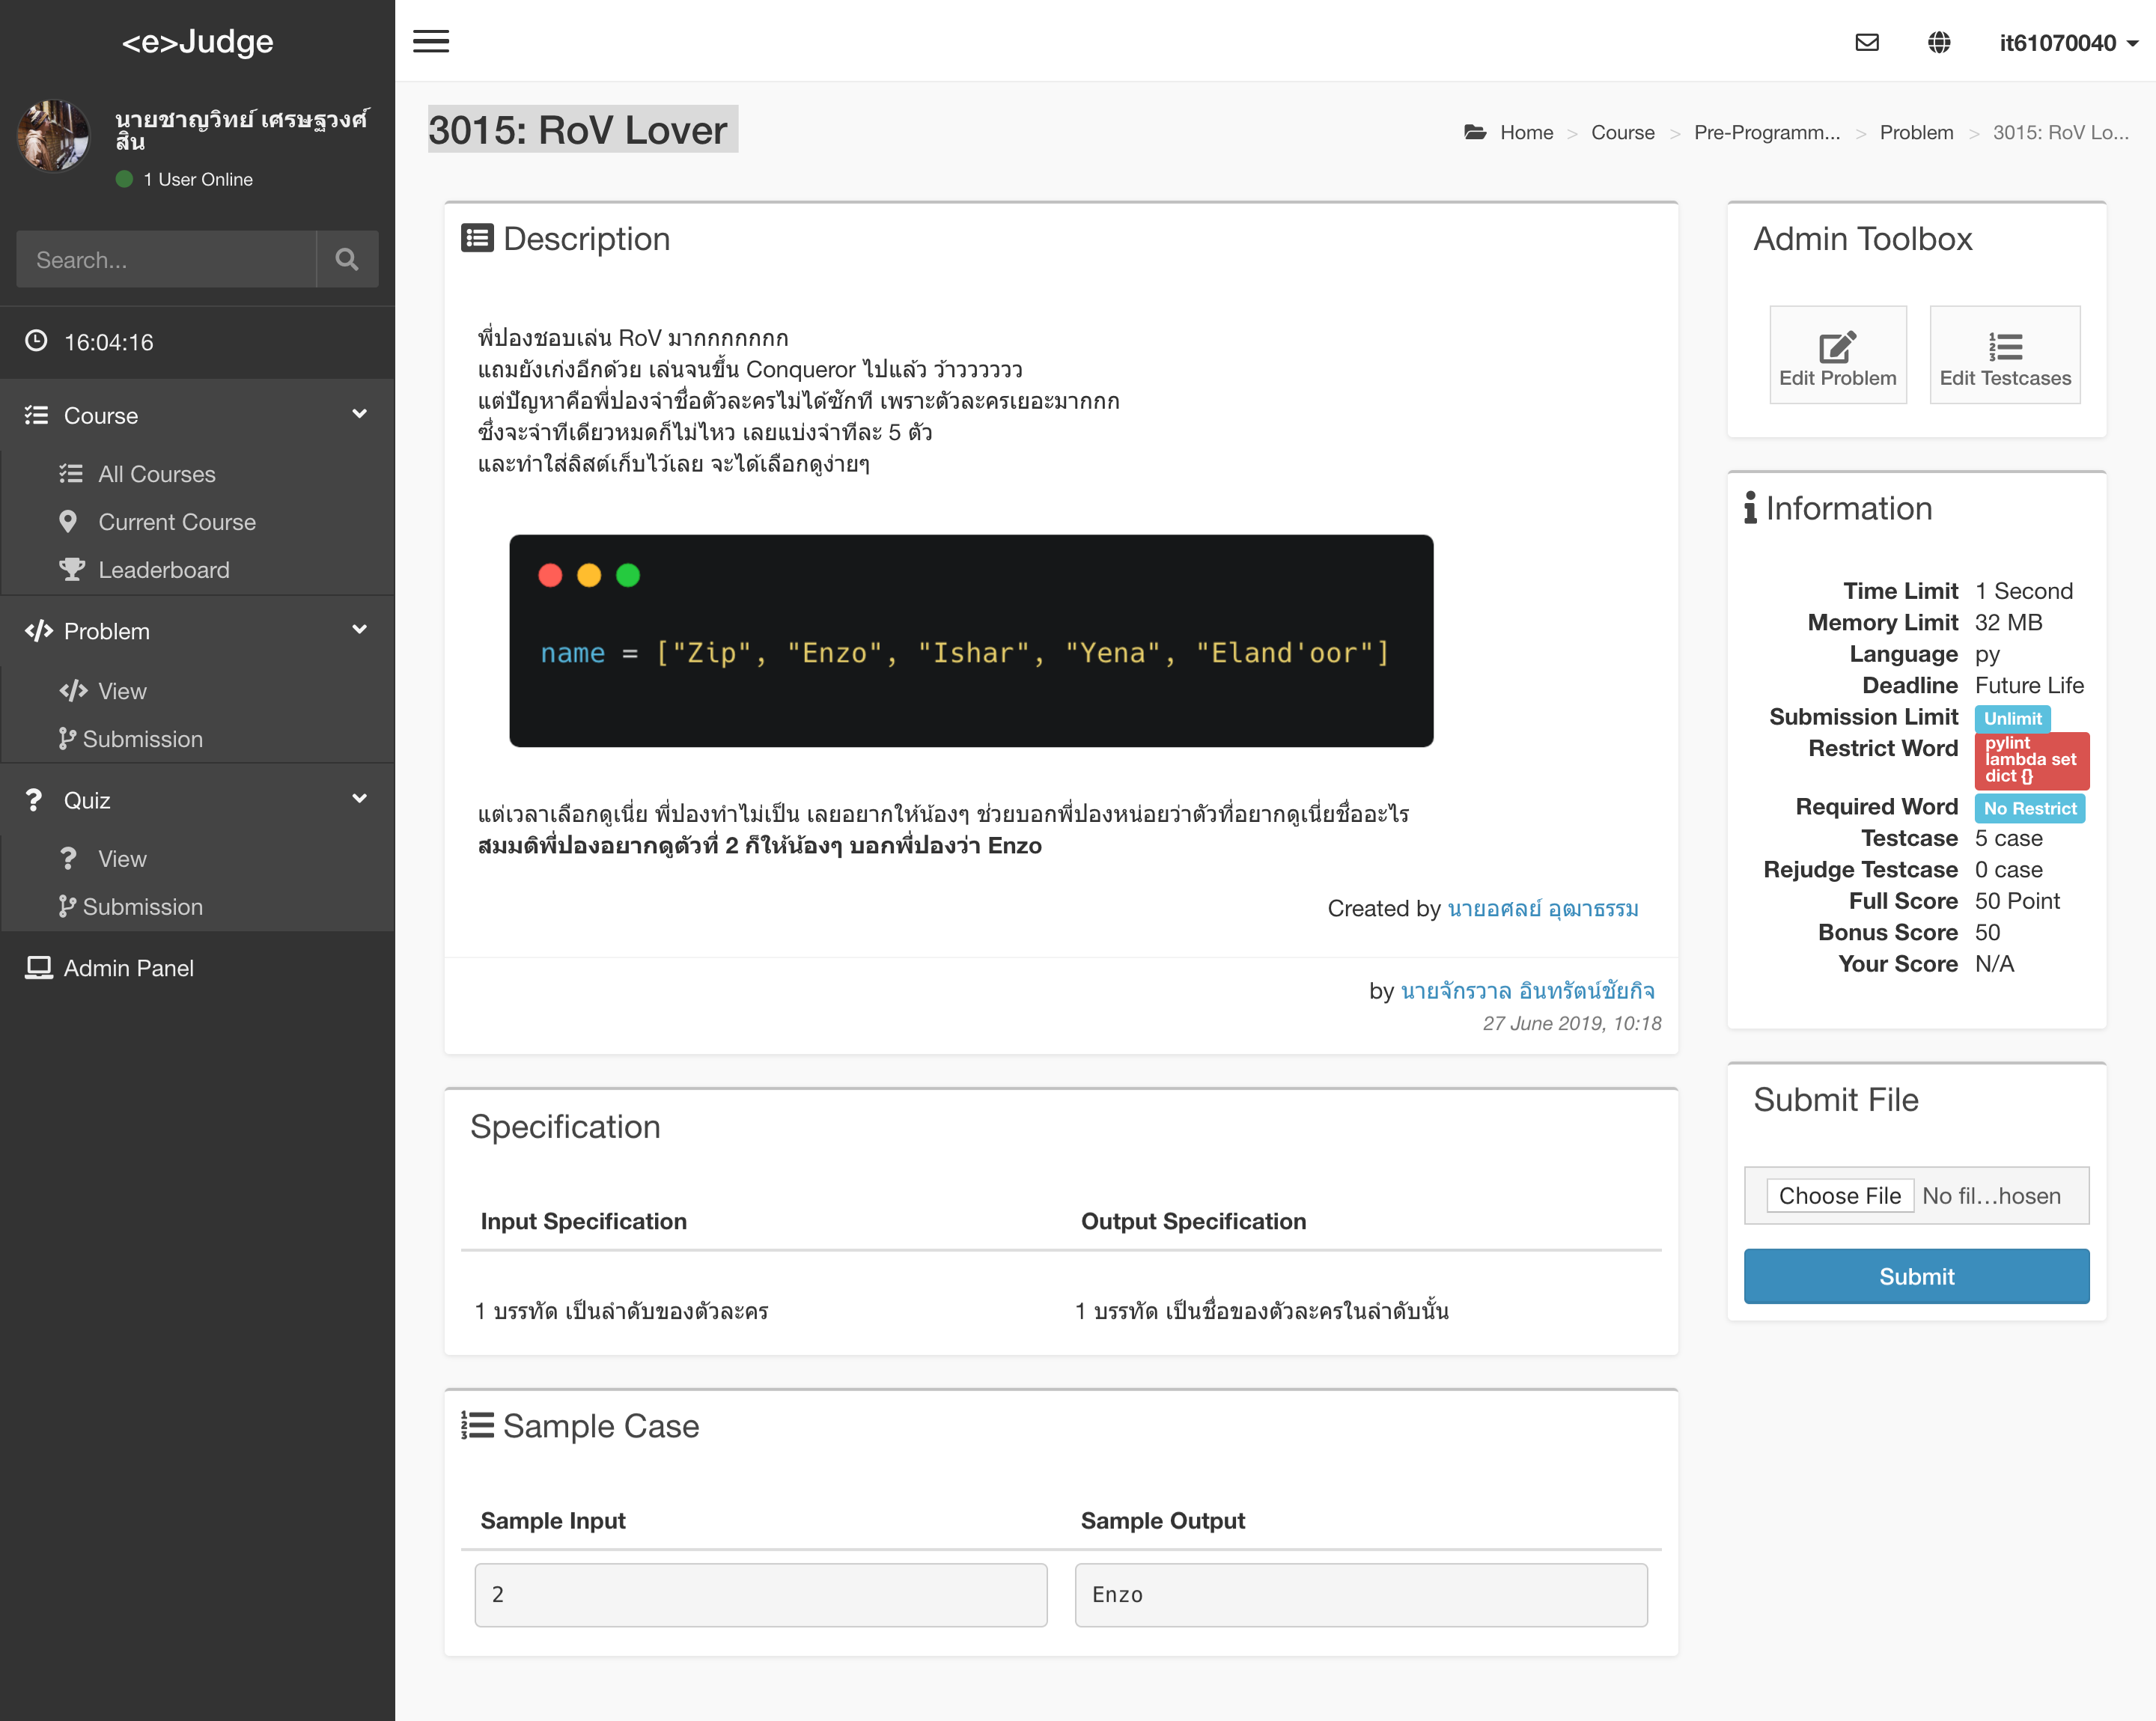 <e>Judge
it61070040
นายชาญวิทย์ เศรษฐวงศ์
สิน
1 User Online
Search...
16:04:16
Course
All Courses
Current Course
Leaderboard
Problem
View
Submission
Quiz
View
Submission
Admin Panel
3015: RoV Lover
Home > Course > Pre-Programm... > Problem > 3015: RoV Lo...
Description
พี่ปองชอบเล่น RoV มากกกกกกก
แถมยังเก่งอีกด้วย เล่นจนขึ้น Conqueror ไปแล้ว ว้าวววววว
แต่ปัญหาคือพี่ปองจำชื่อตัวละครไม่ได้ซักที เพราะตัวละครเยอะมากกก
ซึ่งจะจำทีเดียวหมดก็ไม่ไหว เลยแบ่งจำทีละ 5 ตัว
และทำใส่ลิสต์เก็บไว้เลย จะได้เลือกดูง่ายๆ
name = ["Zip", "Enzo", "Ishar", "Yena", "Eland'oor"]
แต่เวลาเลือกดูเนี่ย พี่ปองทำไม่เป็น เลยอยากให้น้องๆ ช่วยบอกพี่ปองหน่อยว่าตัวที่อยากดูเนี่ยชื่ออะไร
สมมติพี่ปองอยากดูตัวที่ 2 ก็ให้น้องๆ บอกพี่ปองว่า Enzo
Created by นายอศลย์ อุฒาธรรม
by นายจักรวาล อินทรัตน์ชัยกิจ
27 June 2019, 10:18
Specification
Input Specification
Output Specification
1 บรรทัด เป็นลำดับของตัวละคร
1 บรรทัด เป็นชื่อของตัวละครในลำดับนั้น
Sample Case
Sample Input
Sample Output
2
Enzo
Admin Toolbox
Edit Problem
Edit Testcases
Information
Time Limit 1 Second
Memory Limit 32 MB
Language py
Deadline Future Life
Submission Limit Unlimit
Restrict Word pylint
lambda set
dict {}
Required Word No Restrict
Testcase 5 case
Rejudge Testcase 0 case
Full Score 50 Point
Bonus Score 50
Your Score N/A
Submit File
Choose File No fil...hosen
Submit